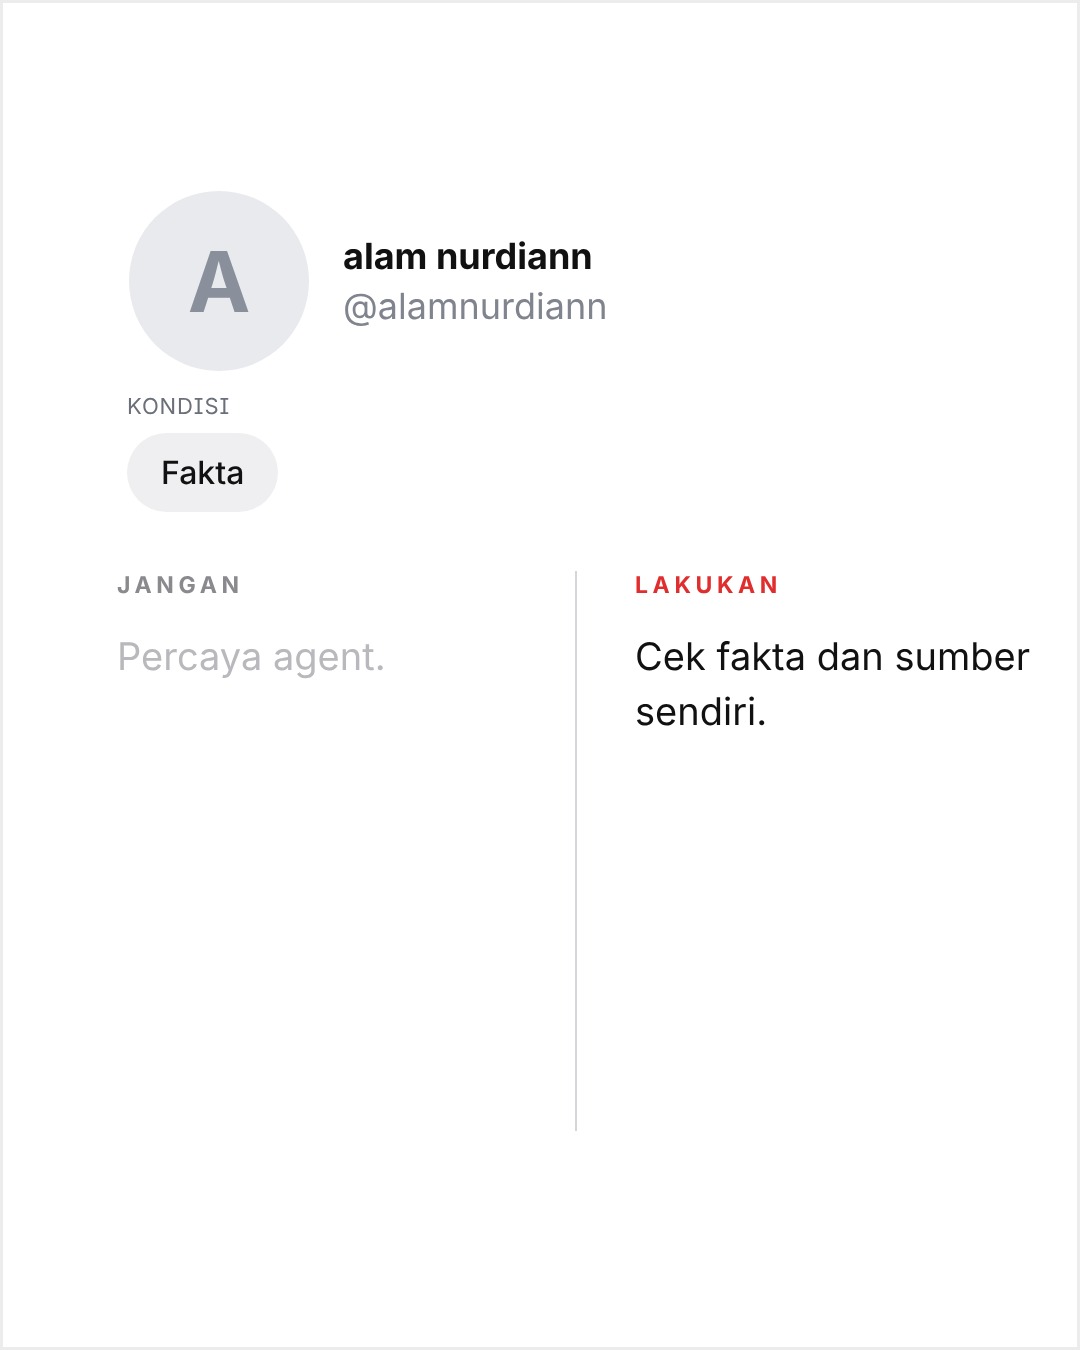 A
alam nurdiann
@alamnurdiann
KONDISI
Fakta
JANGAN
Percaya agent.
LAKUKAN
Cek fakta dan sumber
sendiri.